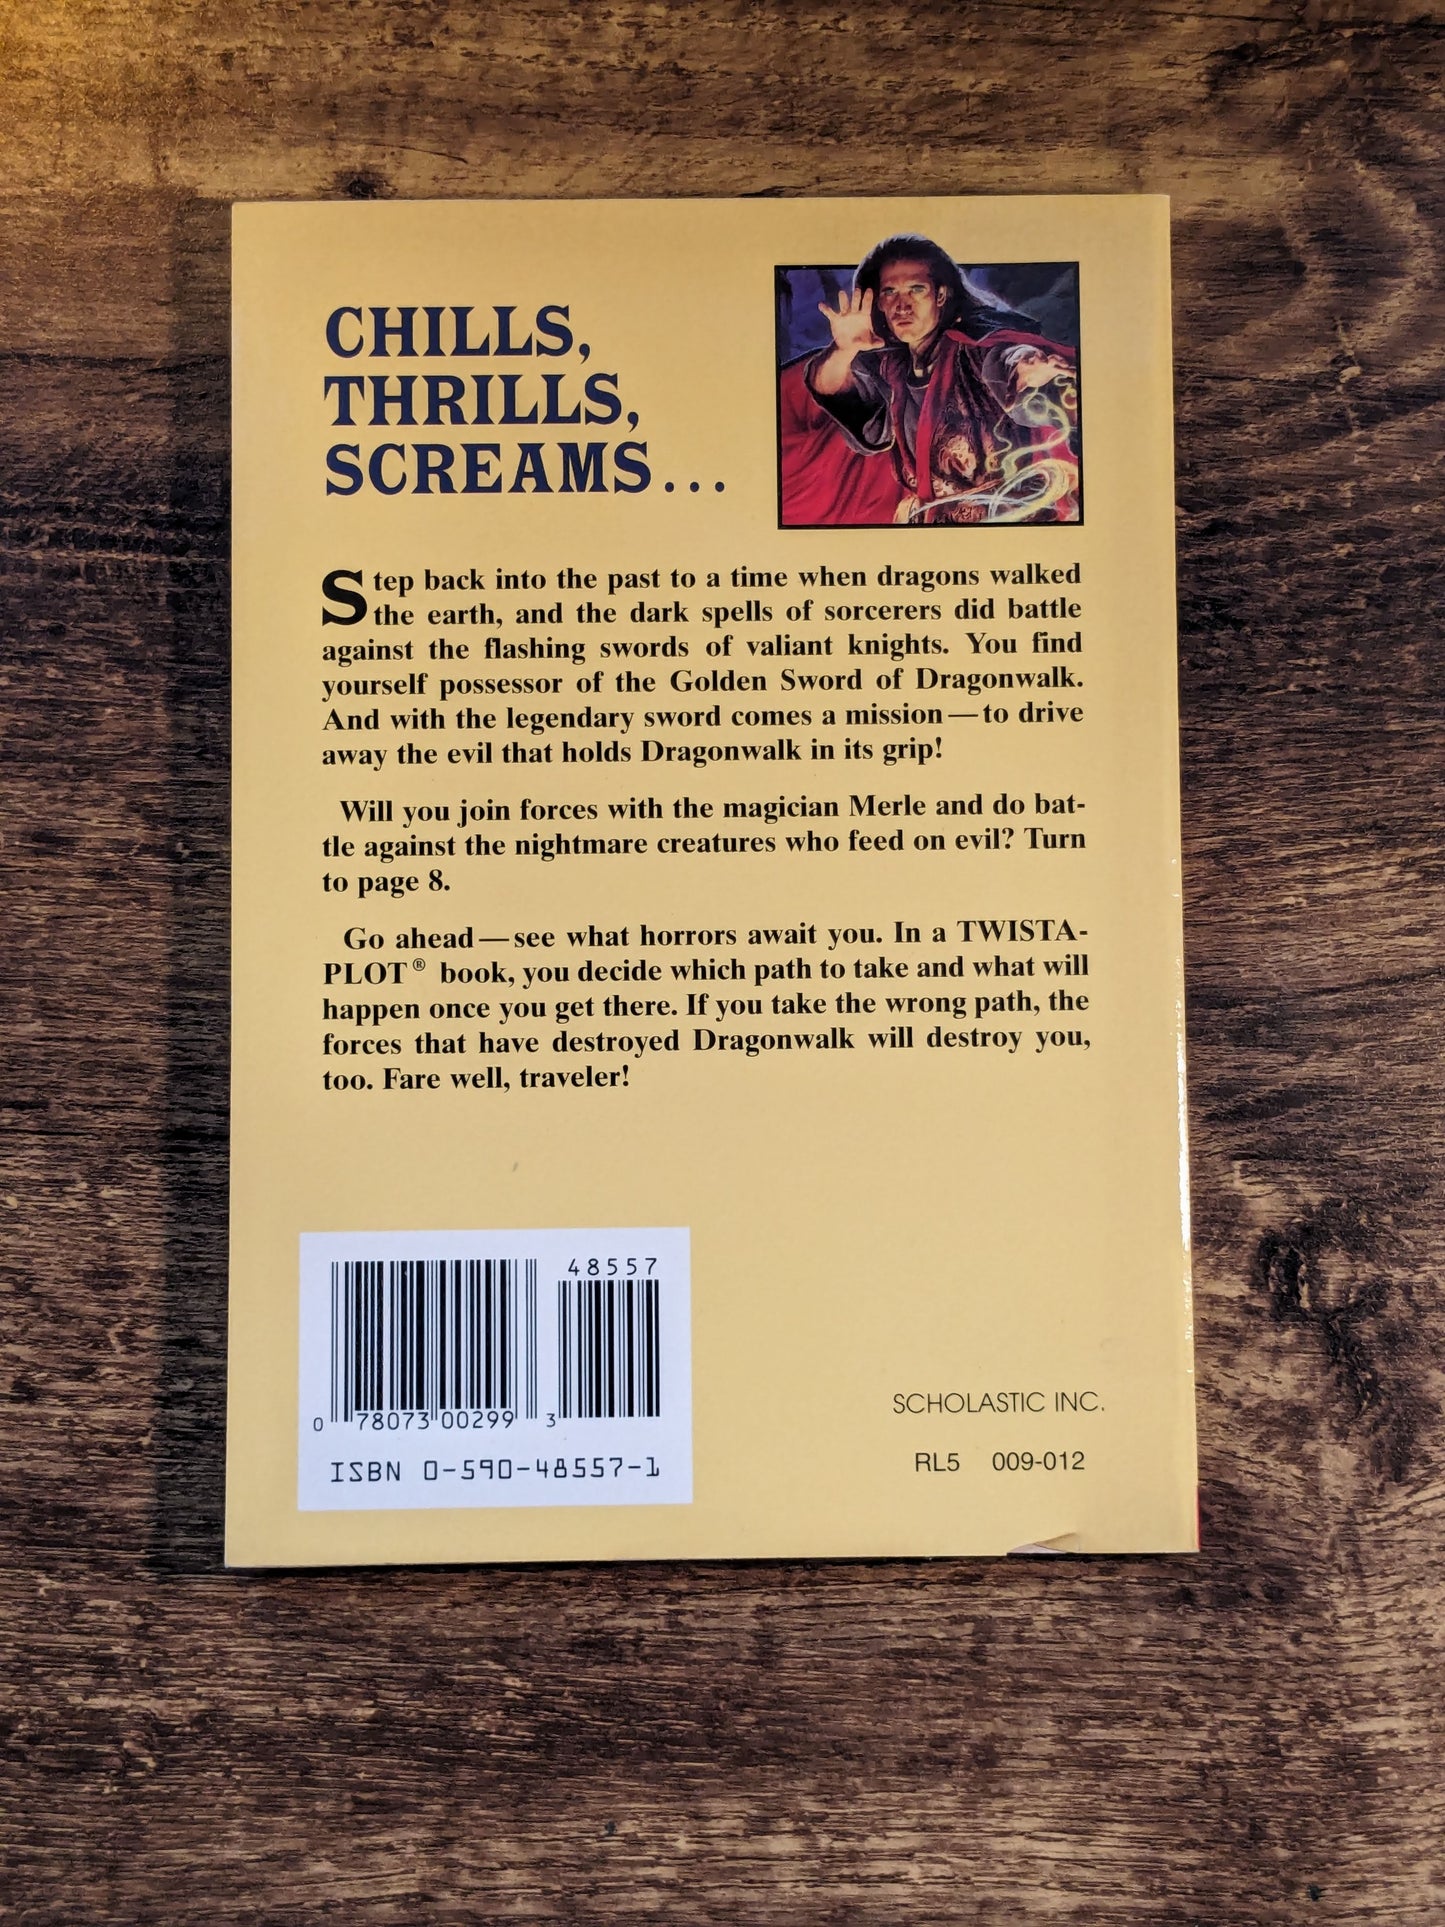 CHILLS,
THRILLS,
SCREAMS...
Step back into the past to a time when dragons walked
the earth, and the dark spells of sorcerers did battle
against the flashing swords of valiant knights. You find
yourself possessor of the Golden Sword of Dragonwalk.
And with the legendary sword comes a mission—to drive
away the evil that holds Dragonwalk in its grip!
Will you join forces with the magician Merle and do bat-
tle against the nightmare creatures who feed on evil? Turn
to page 8.
Go ahead—see what horrors await you. In a TWISTA-
PLOT® book, you decide which path to take and what will
happen once you get there. If you take the wrong path, the
forces that have destroyed Dragonwalk will destroy you,
too. Fare well, traveler!
48557
0 78073 00299 3
ISBN 0-590-48557-1
SCHOLASTIC INC.
RL5 009-012